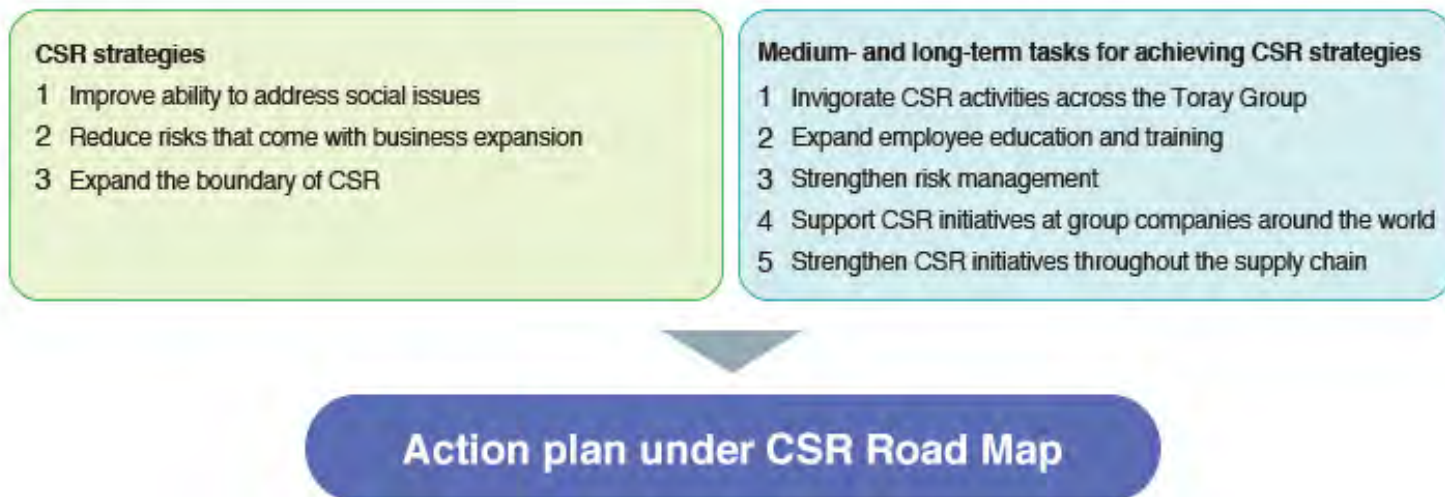 CSR strategies
1 Improve ability to address social issues
2 Reduce risks that come with business expansion
3 Expand the boundary of CSR
Medium- and long-term tasks for achieving CSR strategies
1 Invigorate CSR activities across the Toray Group
2 Expand employee education and training
3 Strengthen risk management
4 Support CSR initiatives at group companies around the world
5 Strengthen CSR initiatives throughout the supply chain
Action plan under CSR Road Map